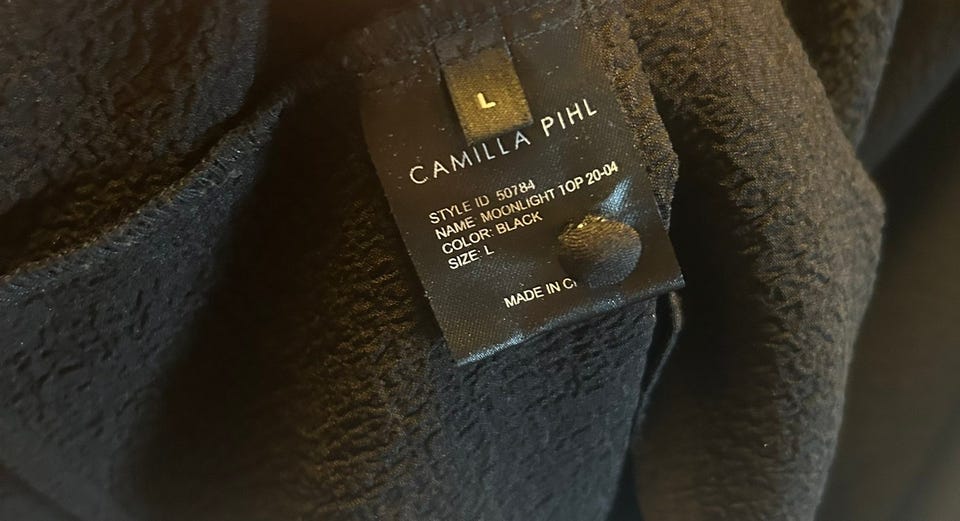 L
CAMILLA PIHL
STYLE ID 50784
NAME MOONLIGHT TOP 20-04
COLOR: BLACK
SIZE: L
MADE IN